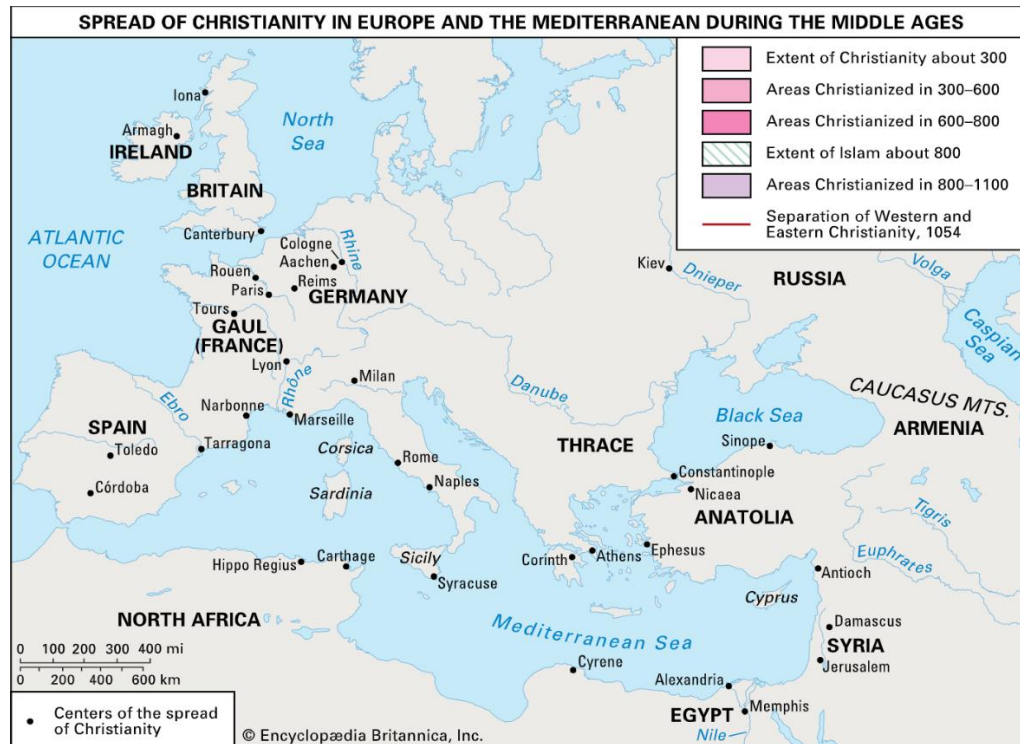 SPREAD OF CHRISTIANITY IN EUROPE AND THE MEDITERRANEAN DURING THE MIDDLE AGES
Extent of Christianity about 300
Areas Christianized in 300–600
Areas Christianized in 600–800
Extent of Islam about 800
Areas Christianized in 800–1100
Separation of Western and
Eastern Christianity, 1054
Iona
North
Sea
Armagh
IRELAND
BRITAIN
ATLANTIC
OCEAN
Canterbury
Cologne
Aachen
Rhine
Rouen
Paris
Reims
GERMANY
Tours
GAUL
(FRANCE)
Lyon
Rhône
Milan
Kiev
Dnieper
RUSSIA
Volga
Caspian
Sea
Danube
CAUCASUS MTS.
Black Sea
ARMENIA
Ebro
Narbonne
Marseille
SPAIN
Toledo
Tarragona
Corsica
Rome
THRACE
Sinope
Constantinople
Nicaea
Córdoba
Sardinia
Naples
ANATOLIA
Tigris
Euphrates
Hippo Regius
Carthage
Sicily
Syracuse
Corinth
Athens
Ephesus
Antioch
Cyprus
NORTH AFRICA
Mediterranean Sea
Damascus
SYRIA
Jerusalem
0 100 200 300 400 mi
0 200 400 600 km
Cyrene
Alexandria
EGYPT
Memphis
Nile
Centers of the spread
of Christianity
© Encyclopædia Britannica, Inc.